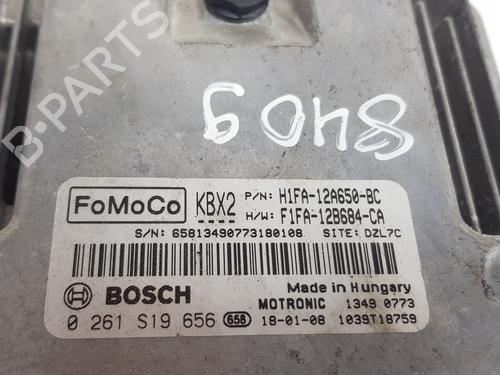 B-PARTS
8409
FoMoCo
KBX2
P/N: H1FA-12A650-BC
H/W: F1FA-12B684-CA
S/N: 65813490773180108 SITE: DZL7C
BOSCH
Made in Hungary
MOTRONIC 1349 0773
0 261 S19 656 658 18-01-08 1039T18759